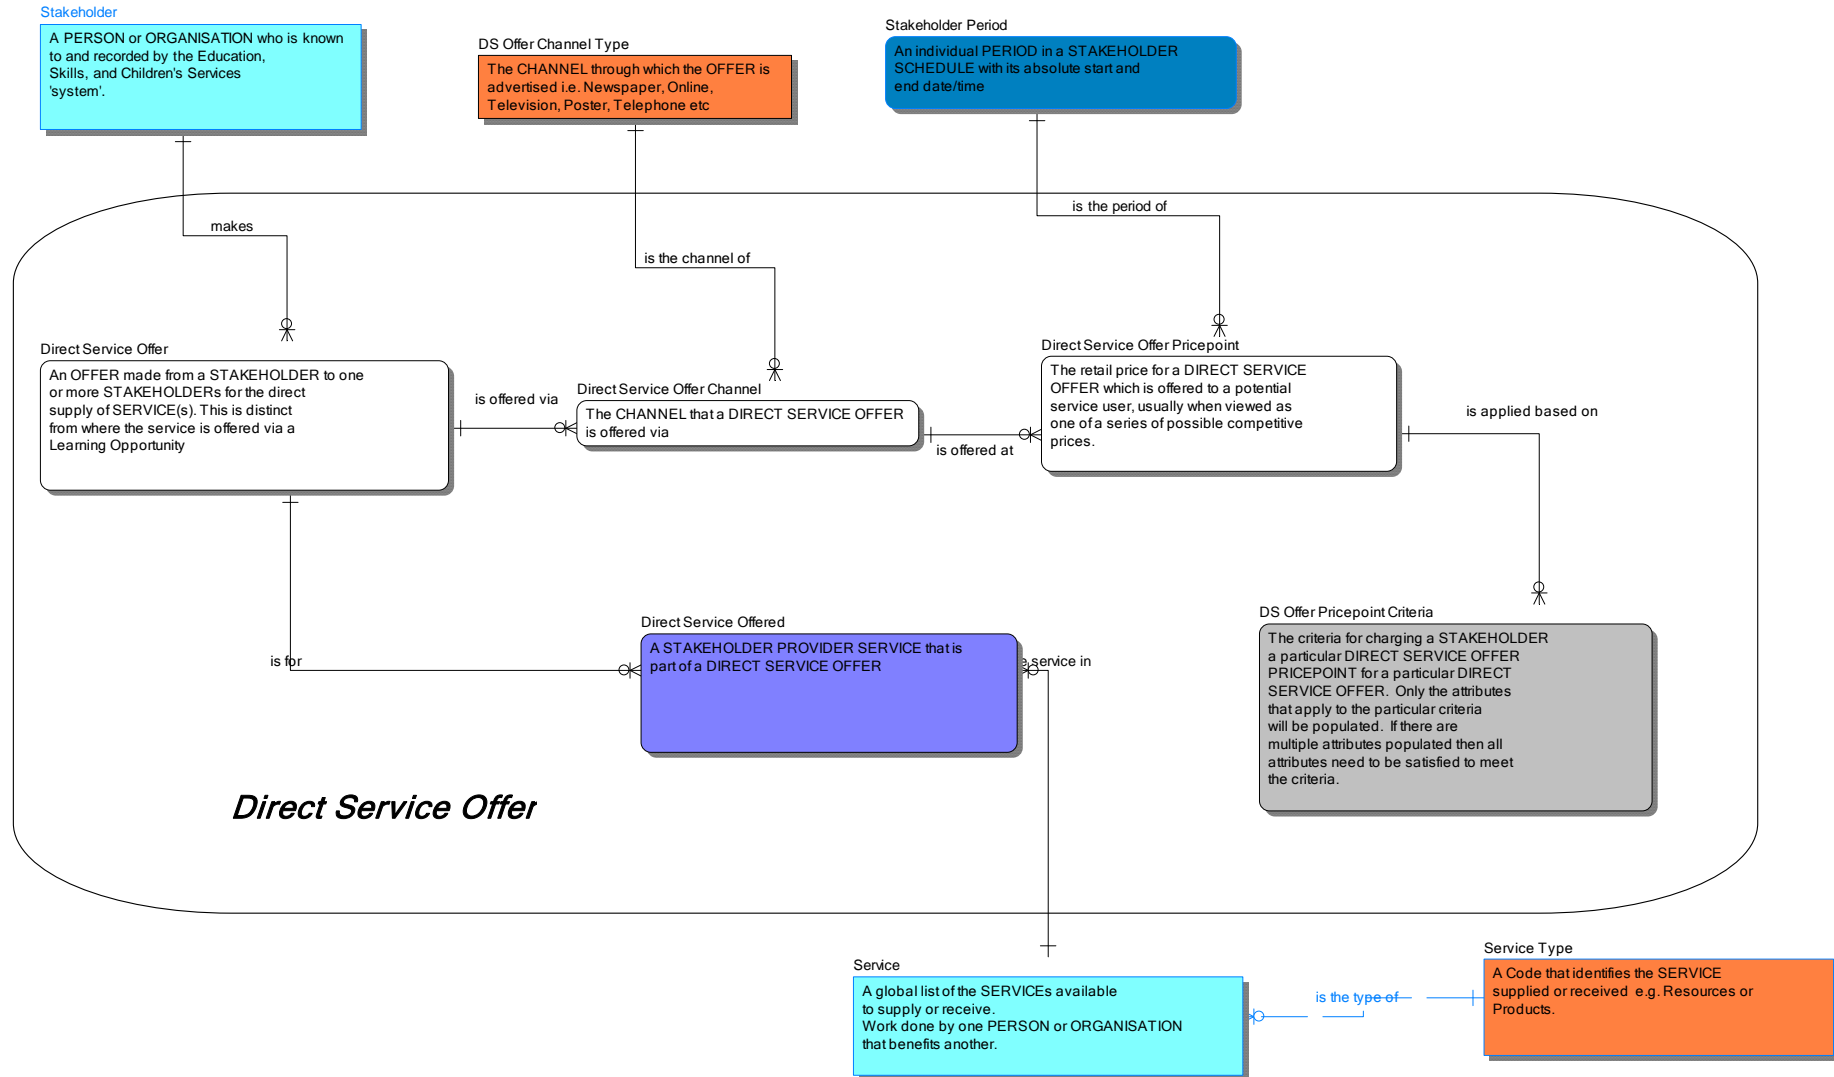 Stakeholder
A PERSON or ORGANISATION who is known
to and recorded by the Education,
Skills, and Children's Services
'system'.
DS Offer Channel Type
The CHANNEL through which the OFFER is
advertised i.e. Newspaper, Online,
Television, Poster, Telephone etc
Stakeholder Period
An individual PERIOD in a STAKEHOLDER
SCHEDULE with its absolute start and
end date/time
makes
is the channel of
is the period of
Direct Service Offer
An OFFER made from a STAKEHOLDER to one
or more STAKEHOLDERs for the direct
supply of SERVICE(s). This is distinct
from where the service is offered via a
Learning Opportunity
is offered via
Direct Service Offer Channel
The CHANNEL that a DIRECT SERVICE OFFER
is offered via
is offered at
Direct Service Offer Pricepoint
The retail price for a DIRECT SERVICE
OFFER which is offered to a potential
service user, usually when viewed as
one of a series of possible competitive
prices.
is applied based on
is for
Direct Service Offered
A STAKEHOLDER PROVIDER SERVICE that is
part of a DIRECT SERVICE OFFER
service in
DS Offer Pricepoint Criteria
The criteria for charging a STAKEHOLDER
a particular DIRECT SERVICE OFFER
PRICEPOINT for a particular DIRECT
SERVICE OFFER. Only the attributes
that apply to the particular criteria
will be populated. If there are
multiple attributes populated then all
attributes need to be satisfied to meet
the criteria.
Direct Service Offer
Service
A global list of the SERVICEs available
to supply or receive.
Work done by one PERSON or ORGANISATION
that benefits another.
is the type of
Service Type
A Code that identifies the SERVICE
supplied or received e.g. Resources or
Products.